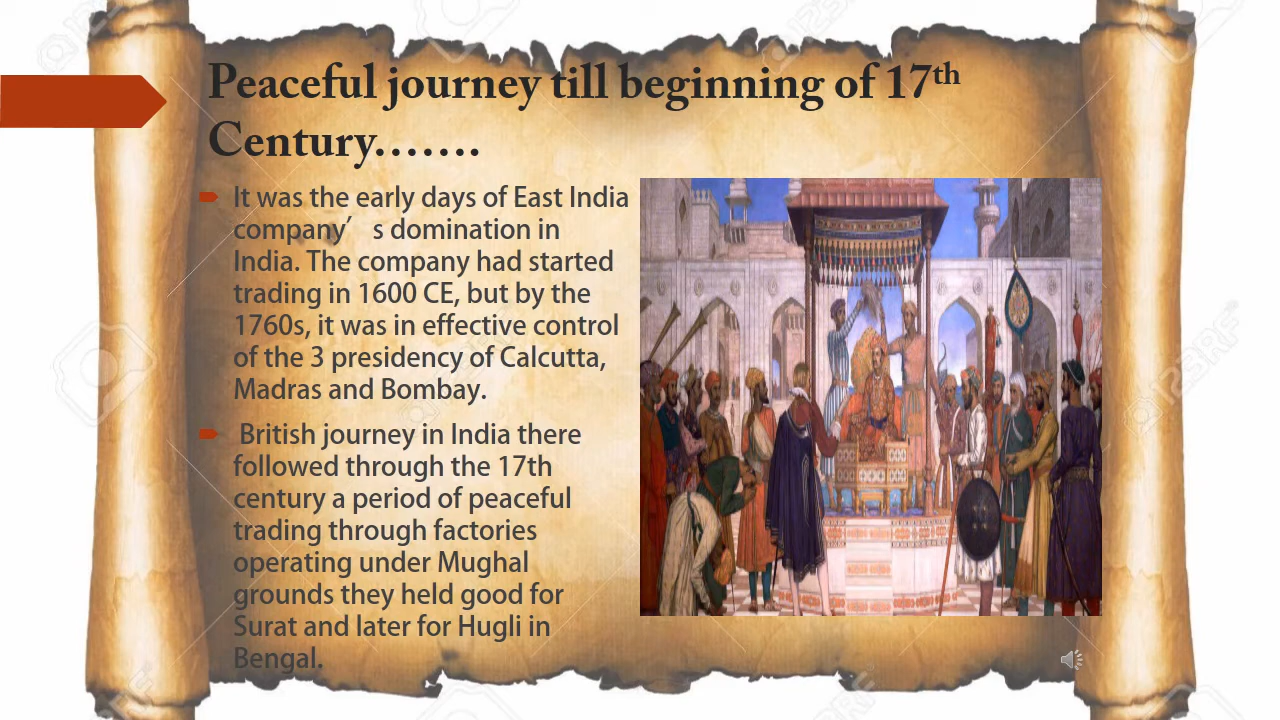 Peaceful journey till beginning of 17th
Century…….
It was the early days of East India
company’ s domination in
India. The company had started
trading in 1600 CE, but by the
1760s, it was in effective control
of the 3 presidency of Calcutta,
Madras and Bombay.
British journey in India there
followed through the 17th
century a period of peaceful
trading through factories
operating under Mughal
grounds they held good for
Surat and later for Hugli in
Bengal.
123RF
123RF
123RF